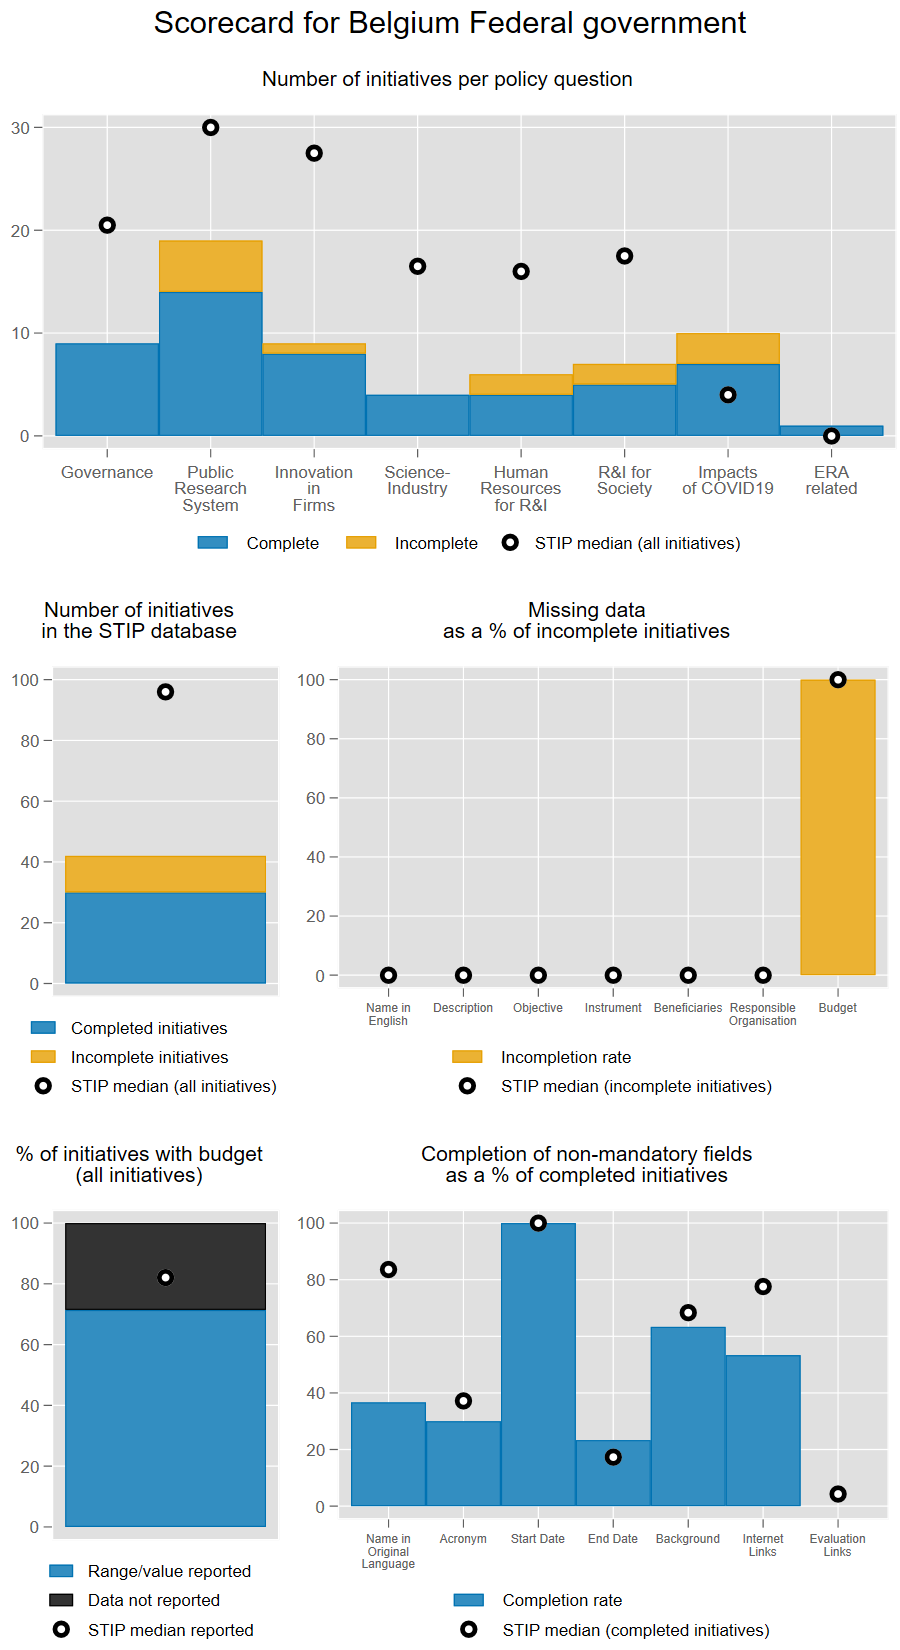 Scorecard for Belgium Federal government
Number of initiatives per policy question
30
20
10
0
Governance
Public
Research
System
Innovation
in
Firms
Science-
Industry
Human
Resources
for R&I
R&I for
Society
Impacts
of COVID19
ERA
related
Complete
Incomplete
STIP median (all initiatives)
Number of initiatives
in the STIP database
100
80
60
40
20
0
Completed initiatives
Incomplete initiatives
STIP median (all initiatives)
Missing data
as a % of incomplete initiatives
100
80
60
40
20
0
Name in
English
Description
Objective
Instrument
Beneficiaries
Responsible
Organisation
Budget
Incompletion rate
STIP median (incomplete initiatives)
% of initiatives with budget
(all initiatives)
100
80
60
40
20
0
Range/value reported
Data not reported
STIP median reported
Completion of non-mandatory fields
as a % of completed initiatives
100
80
60
40
20
0
Name in
Original
Language
Acronym
Start Date
End Date
Background
Internet
Links
Evaluation
Links
Completion rate
STIP median (completed initiatives)